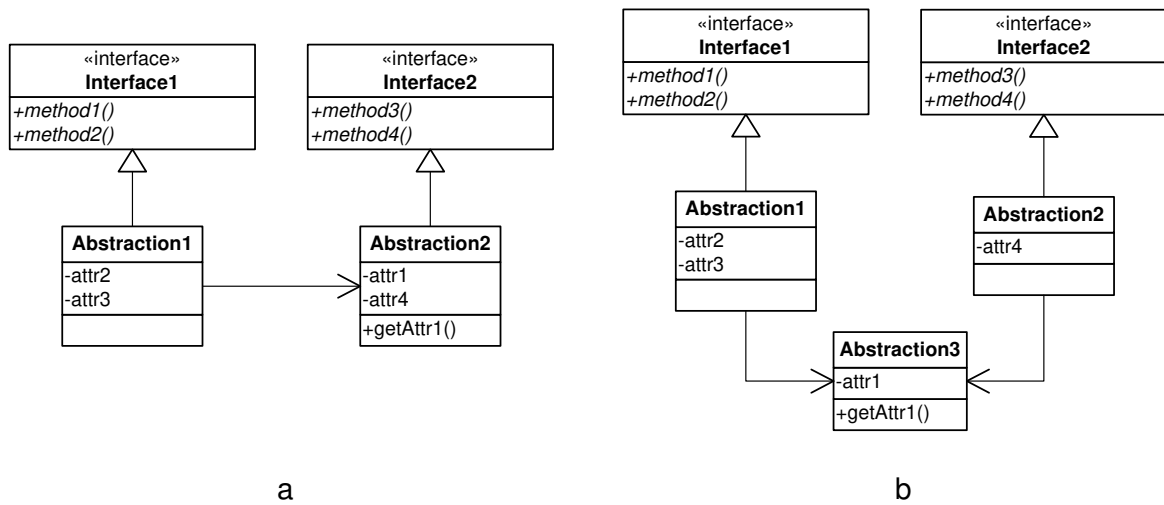 «interface»
Interface1
+method1()
+method2()
«interface»
Interface2
+method3()
+method4()
Abstraction1
-attr2
-attr3
Abstraction2
-attr1
-attr4
+getAttr1()
a
«interface»
Interface1
+method1()
+method2()
«interface»
Interface2
+method3()
+method4()
Abstraction1
-attr2
-attr3
Abstraction2
-attr4
Abstraction3
-attr1
+getAttr1()
b